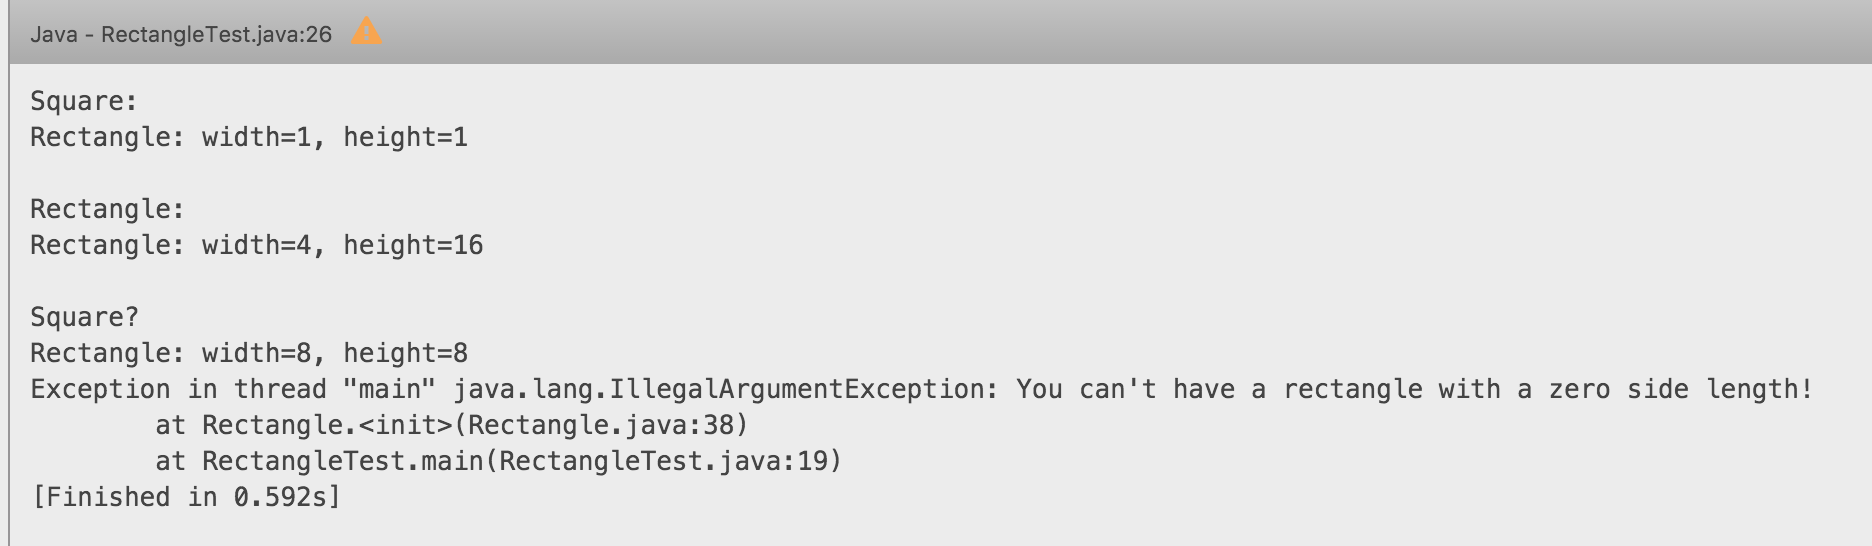 Java - RectangleTest.java:26
Square:
Rectangle: width=1, height=1
Rectangle:
Rectangle: width=4, height=16
Square?
Rectangle: width=8, height=8
Exception in thread "main" java.lang.IllegalArgumentException: You can't have a rectangle with a zero side length!
at Rectangle.<init>(Rectangle.java:38)
at RectangleTest.main(RectangleTest.java:19)
[Finished in 0.592s]